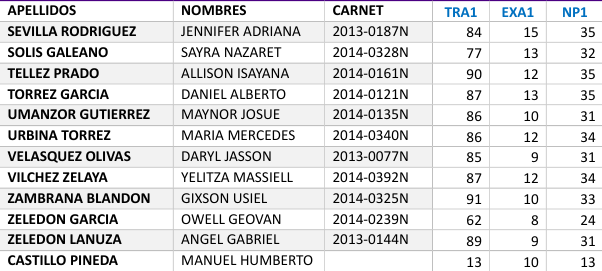 APELLIDOS NOMBRES CARNET TRA1 EXA1 NP1
SEVILLA RODRIGUEZ JENNIFER ADRIANA 2013-0187N 84 15 35
SOLIS GALEANO SAYRA NAZARET 2014-0328N 77 13 32
TELLEZ PRADO ALLISON ISAYANA 2014-0161N 90 12 35
TORREZ GARCIA DANIEL ALBERTO 2014-0121N 87 13 35
UMANZOR GUTIERREZ MAYNOR JOSUE 2014-0135N 86 10 31
URBINA TORREZ MARIA MERCEDES 2014-0340N 86 12 34
VELASQUEZ OLIVAS DARYL JASSON 2013-0077N 85 9 31
VILCHEZ ZELAYA YELITZA MASSIELL 2014-0392N 87 12 34
ZAMBRANA BLANDON GIXSON USIEL 2014-0325N 91 10 33
ZELEDON GARCIA OWELL GEOVAN 2014-0239N 62 8 24
ZELEDON LANUZA ANGEL GABRIEL 2013-0144N 89 9 31
CASTILLO PINEDA MANUEL HUMBERTO 13 10 13